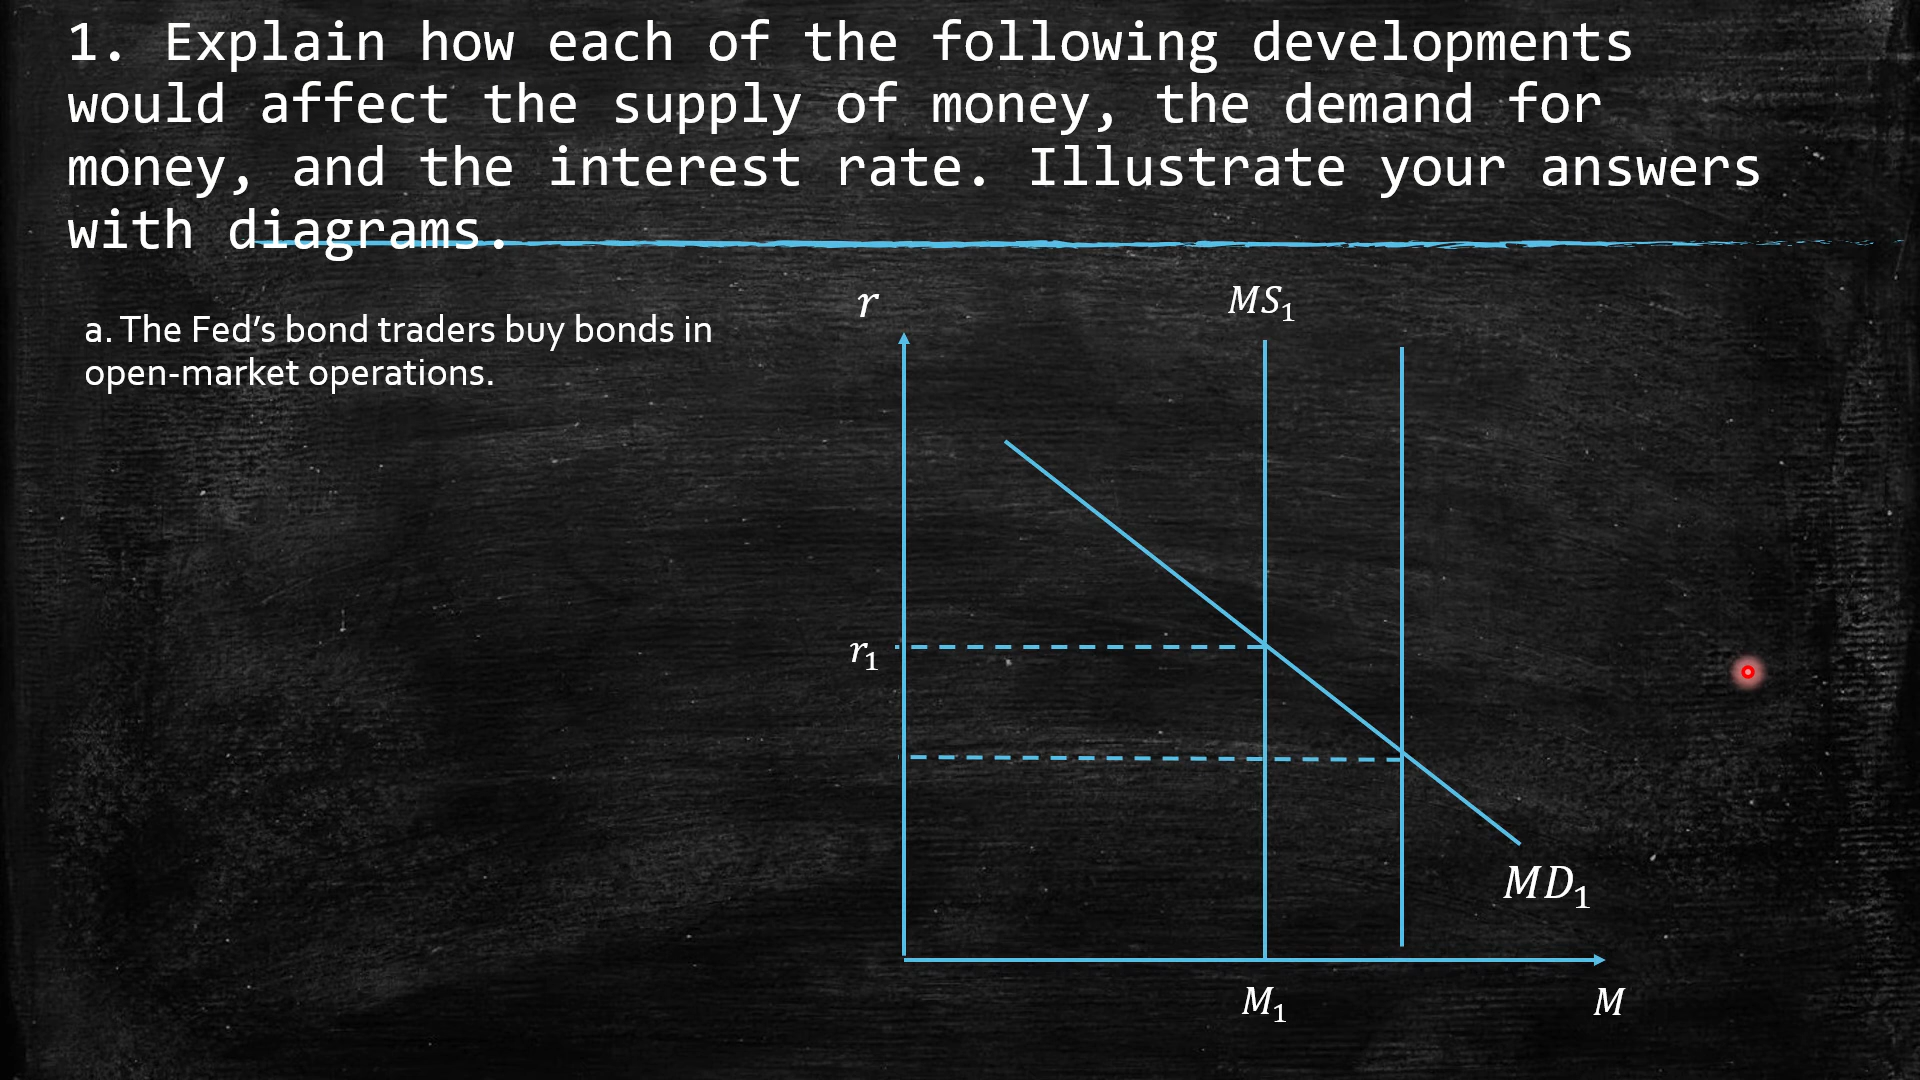 1. Explain how each of the following developments
would affect the supply of money, the demand for
money, and the interest rate. Illustrate your answers
with diagrams.
a. The Fed’s bond traders buy bonds in
open-market operations.
r
MS₁
r₁
MD₁
M₁
M